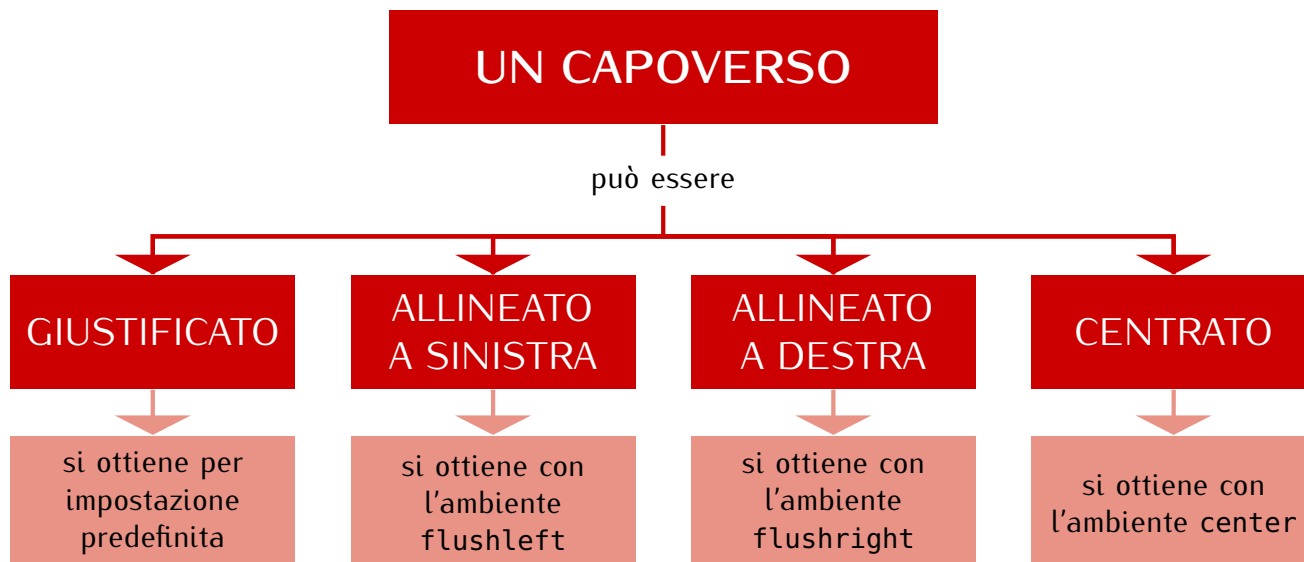 UN CAPOVERSO
può essere
GIUSTIFICATO
ALLINEATO
A SINISTRA
ALLINEATO
A DESTRA
CENTRATO
si ottiene per
impostazione
predefinita
si ottiene con
l'ambiente
flushleft
si ottiene con
l'ambiente
flushright
si ottiene con
l'ambiente center